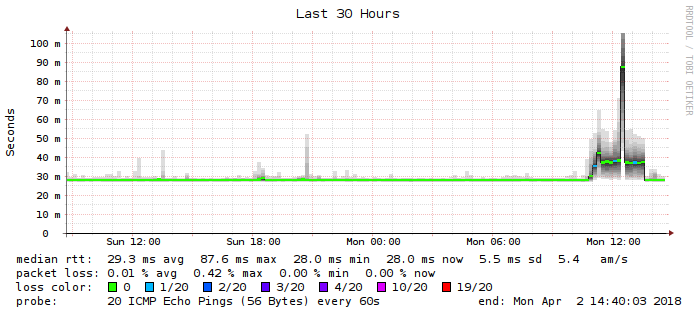 Last 30 Hours
RRDTOOL / TOBI OETIKER
Seconds
100 m
90 m
80 m
70 m
60 m
50 m
40 m
30 m
20 m
10 m
0
Sun 12:00 Sun 18:00 Mon 00:00 Mon 06:00 Mon 12:00
median rtt: 29.3 ms avg 87.6 ms max 28.0 ms min 28.0 ms now 5.5 ms sd 5.4 am/s
packet loss: 0.01 % avg 0.42 % max 0.00 % min 0.00 % now
loss color: 0 1/20 2/20 3/20 4/20 10/20 19/20
probe: 20 ICMP Echo Pings (56 Bytes) every 60s end: Mon Apr 2 14:40:03 2018